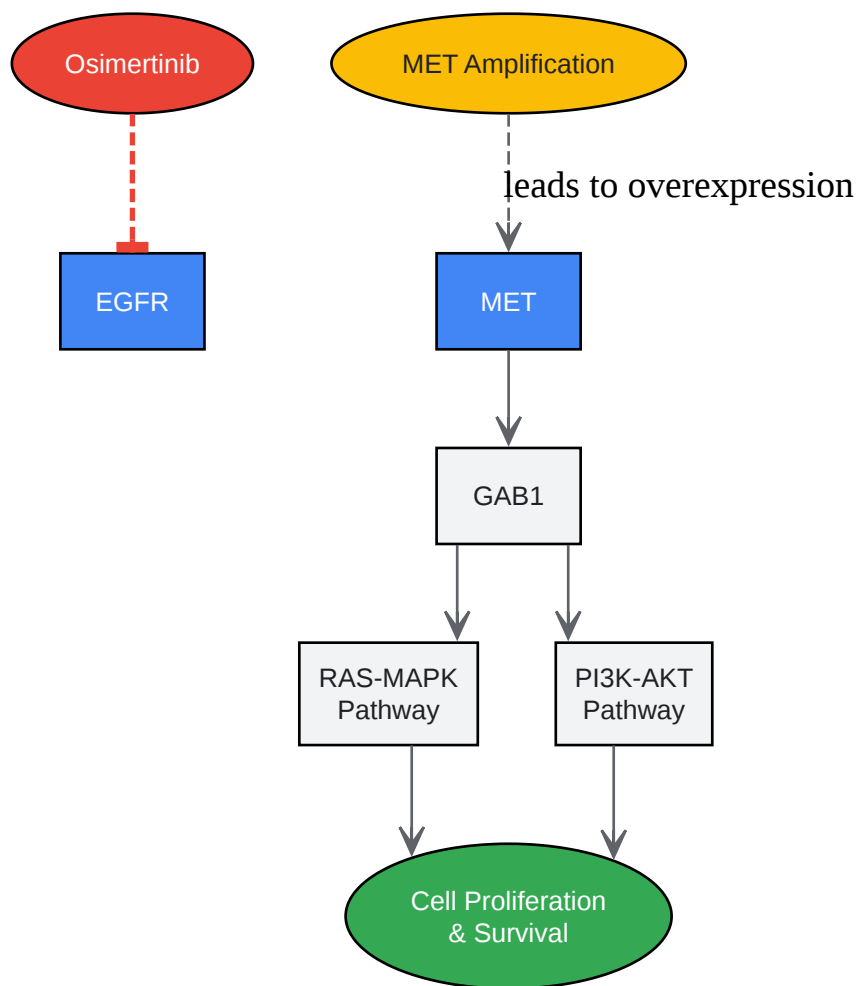 Osimertinib
MET Amplification
leads to overexpression
EGFR
MET
GAB1
RAS-MAPK
Pathway
PI3K-AKT
Pathway
Cell Proliferation
& Survival